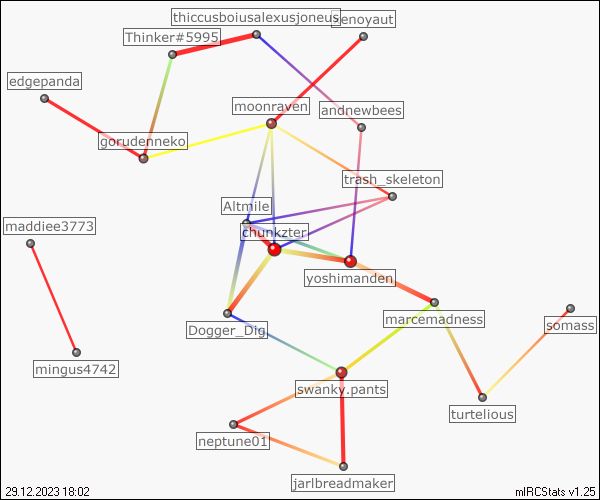 thiccusboiusalexusjoneus
xenoyaut
Thinker#5995
edgepanda
moonraven
andnewbees
gorudenneko
trash_skeleton
Altmile
maddiee3773
chunkzter
yoshimanden
marcemadness
somass
Dogger_Dig
mingus4742
swanky.pants
turtelious
neptune01
jarlbreadmaker
29.12.2023 18:02
mIRCStats v1.25